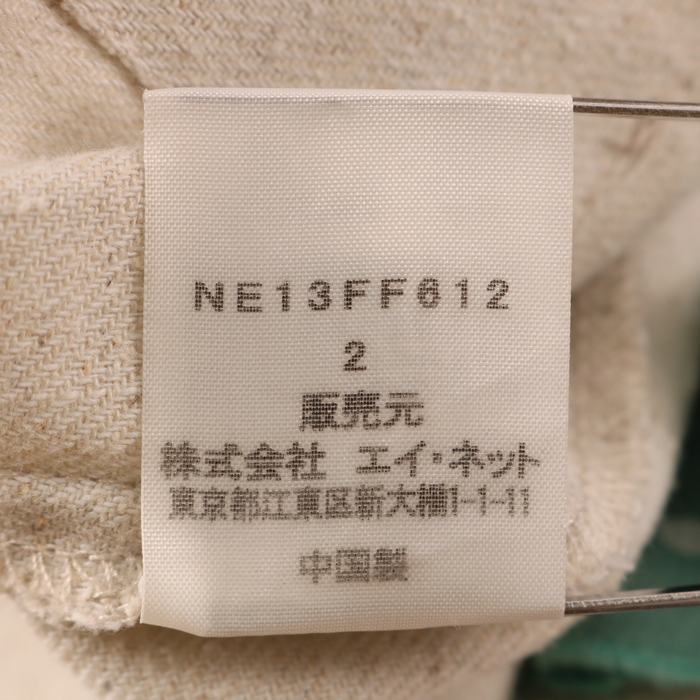 NE13FF612
2
販売元
株式会社 エイ・ネット
東京都江東区新大橋1-1-11
中国製